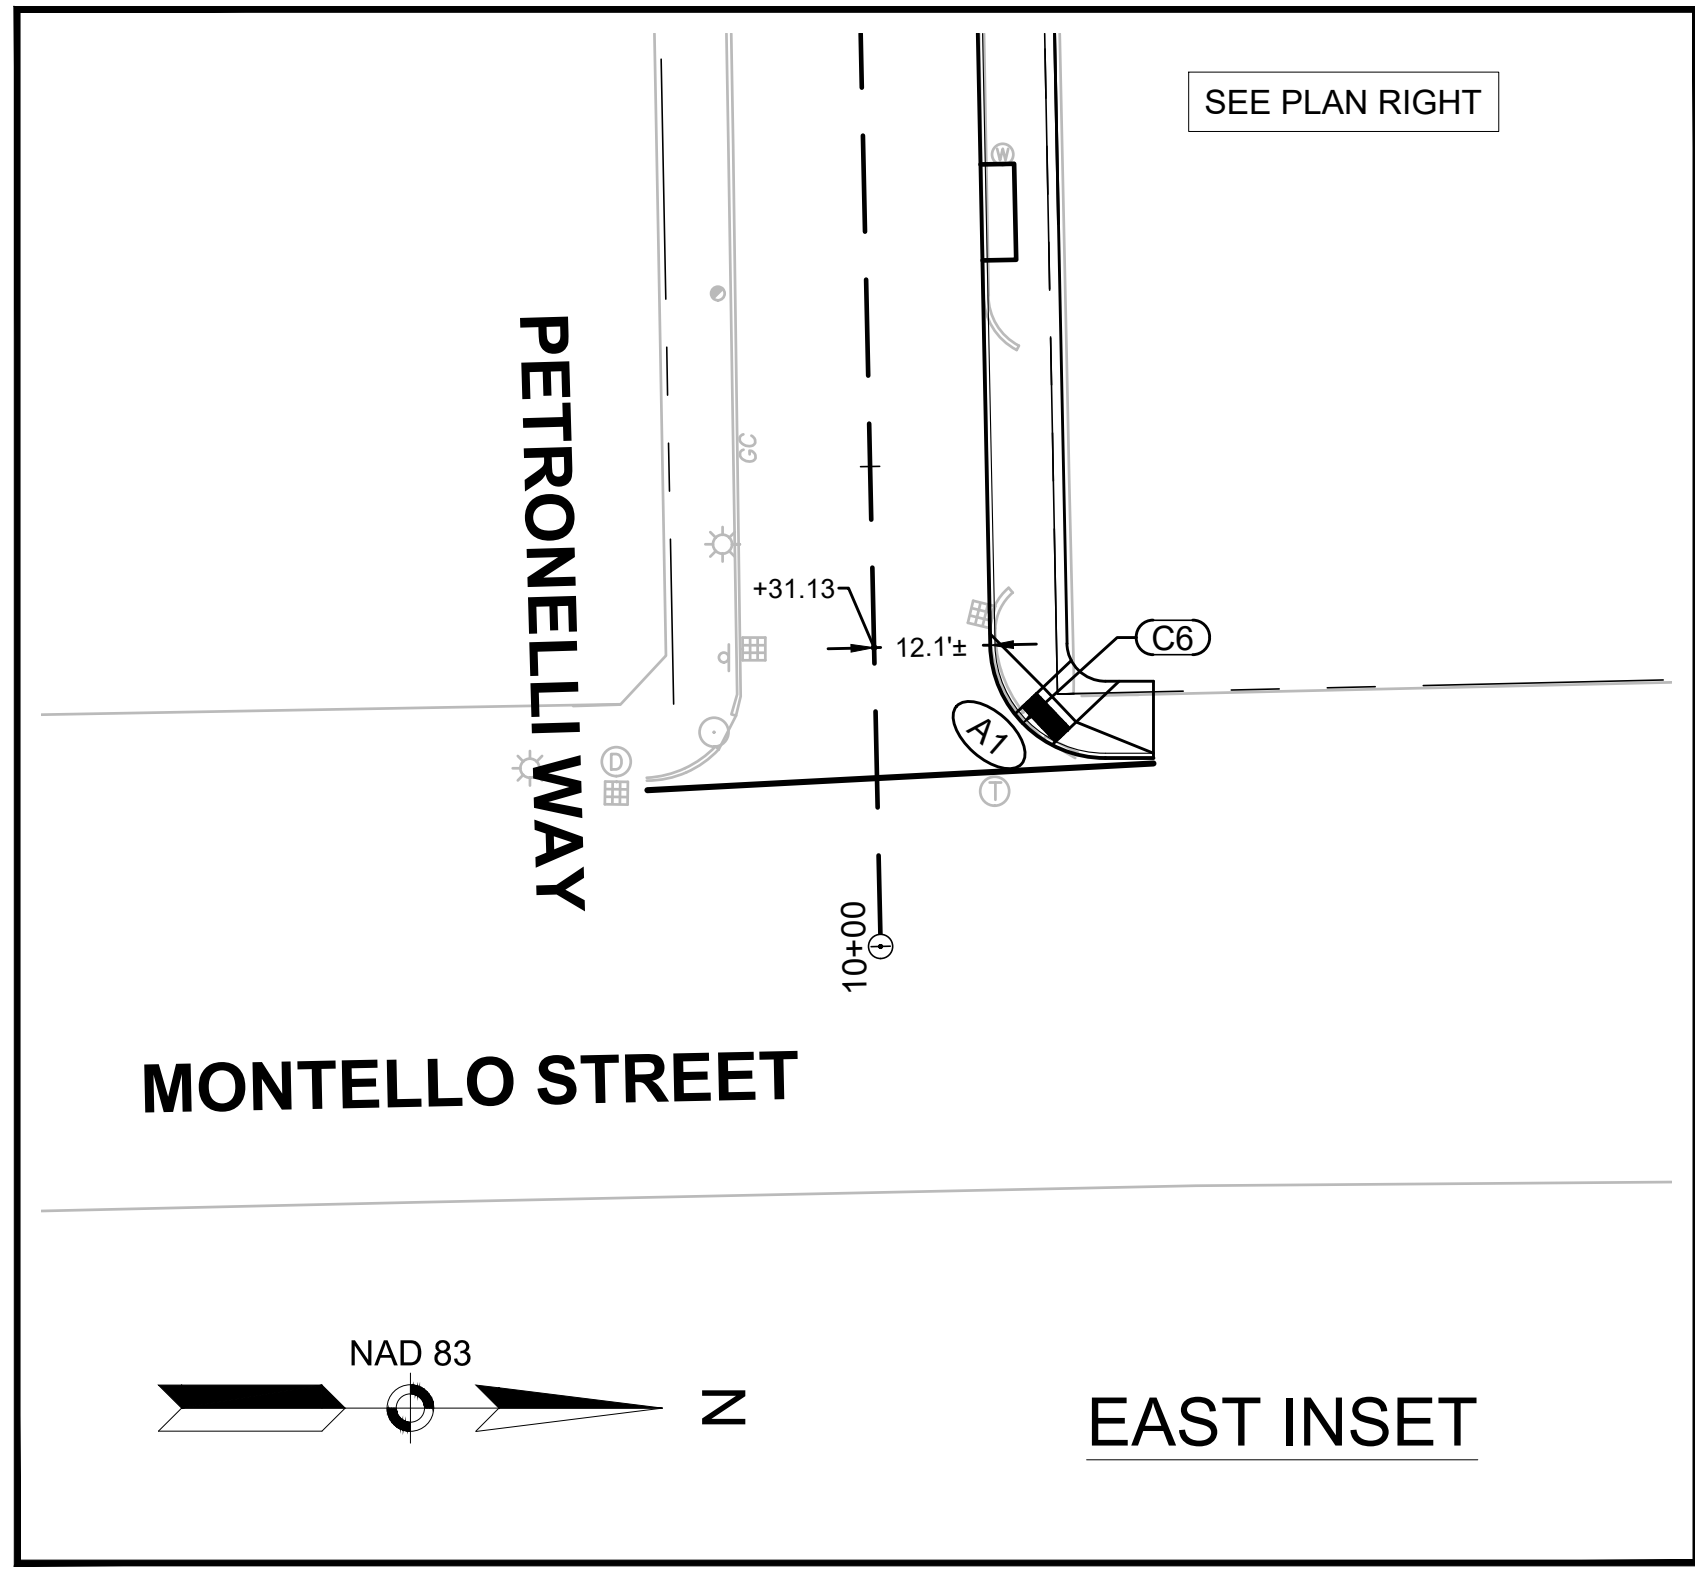 SEE PLAN RIGHT
W
PETRONELLI WAY
GC
+31.13
12.1'±
C6
A1
D
T
10+00
MONTELLO STREET
NAD 83
N
EAST INSET